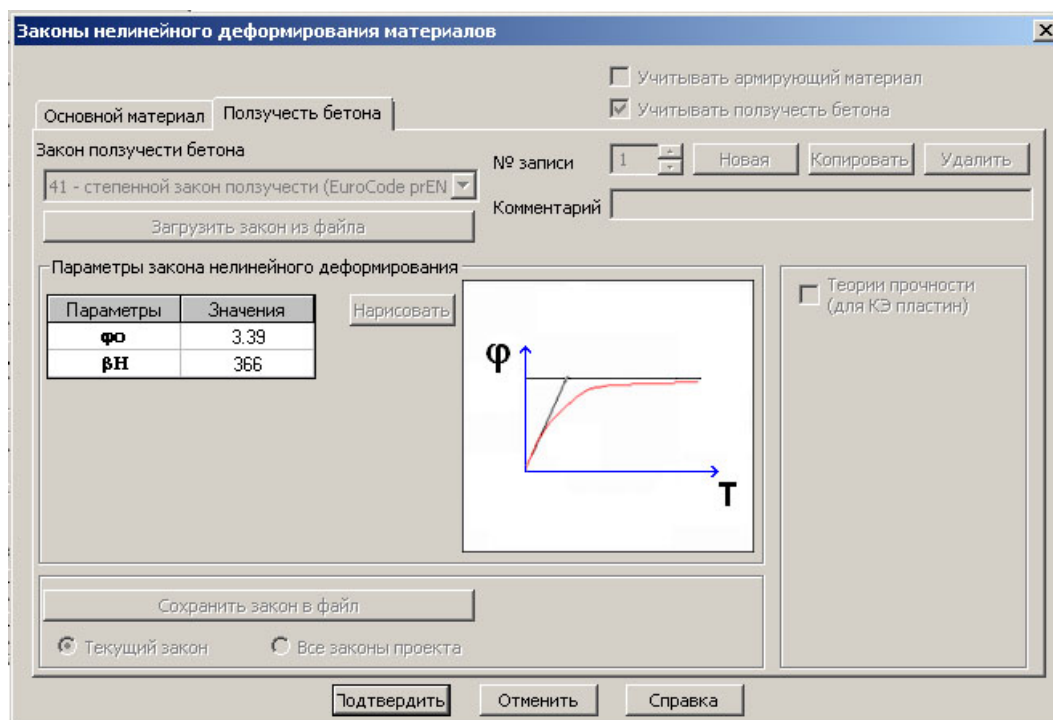 Законы нелинейного деформирования материалов
Учитывать армирующий материал
Основной материал Ползучесть бетона Учитывать ползучесть бетона
Закон ползучести бетона
№ записи 1 Новая Копировать Удалить
41 - степенной закон ползучести (EuroCode prEN
Комментарий
Загрузить закон из файла
Параметры закона нелинейного деформирования
Теории прочности
(для КЭ пластин)
Параметры Значения Нарисовать
φo 3.39
βH 366
φ
T
Сохранить закон в файл
Текущий закон Все законы проекта
Подтвердить Отменить Справка